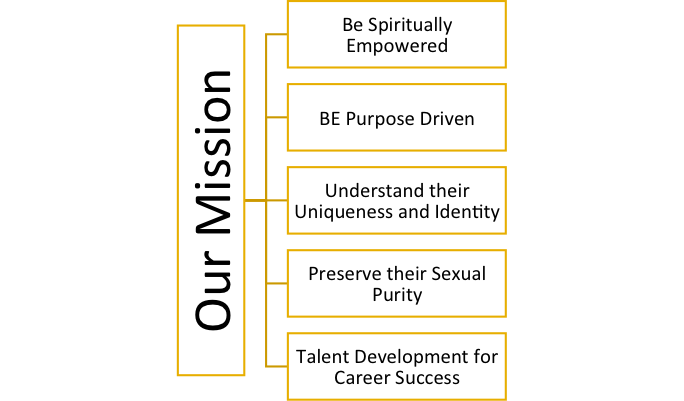 Our Mission
Be Spiritually
Empowered
BE Purpose Driven
Understand their
Uniqueness and Identity
Preserve their Sexual
Purity
Talent Development for
Career Success